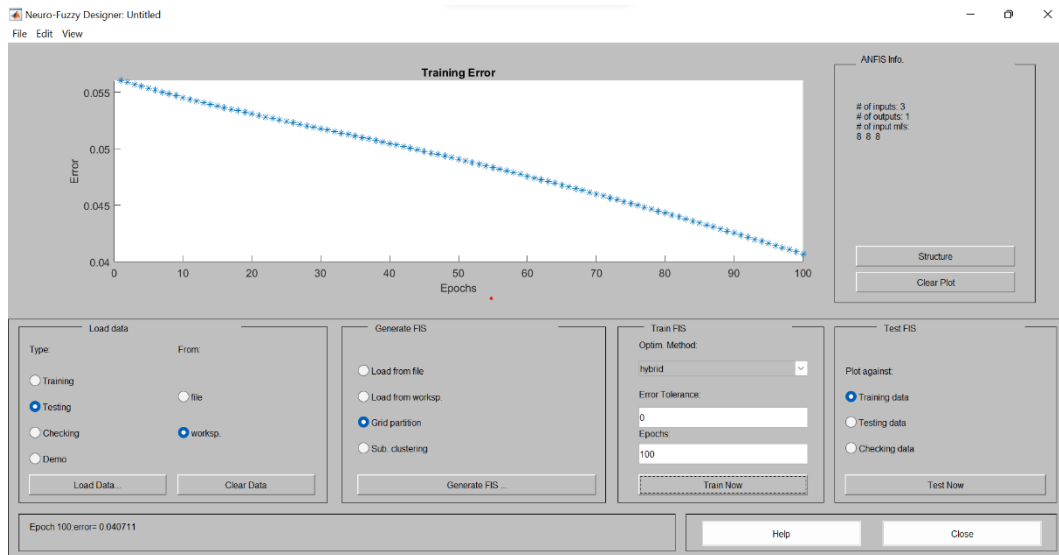 Neuro-Fuzzy Designer: Untitled
File Edit View
Training Error
0.055
0.05
0.045
0.04
Error
0 10 20 30 40 50 60 70 80 90 100
Epochs
ANFIS Info.
# of inputs: 3
# of outputs: 1
# of input mfs:
8 8 8
Structure
Clear Plot
Load data
Type: From:
Training
file
Testing
Checking
worksp.
Demo
Load Data... Clear Data
Generate FIS
Load from file
Load from worksp.
Grid partition
Sub. clustering
Generate FIS ...
Train FIS
Optim. Method:
hybrid
Error Tolerance:
0
Epochs:
100
Train Now
Test FIS
Plot against:
Training data
Testing data
Checking data
Test Now
Epoch 100:error= 0.040711
Help Close